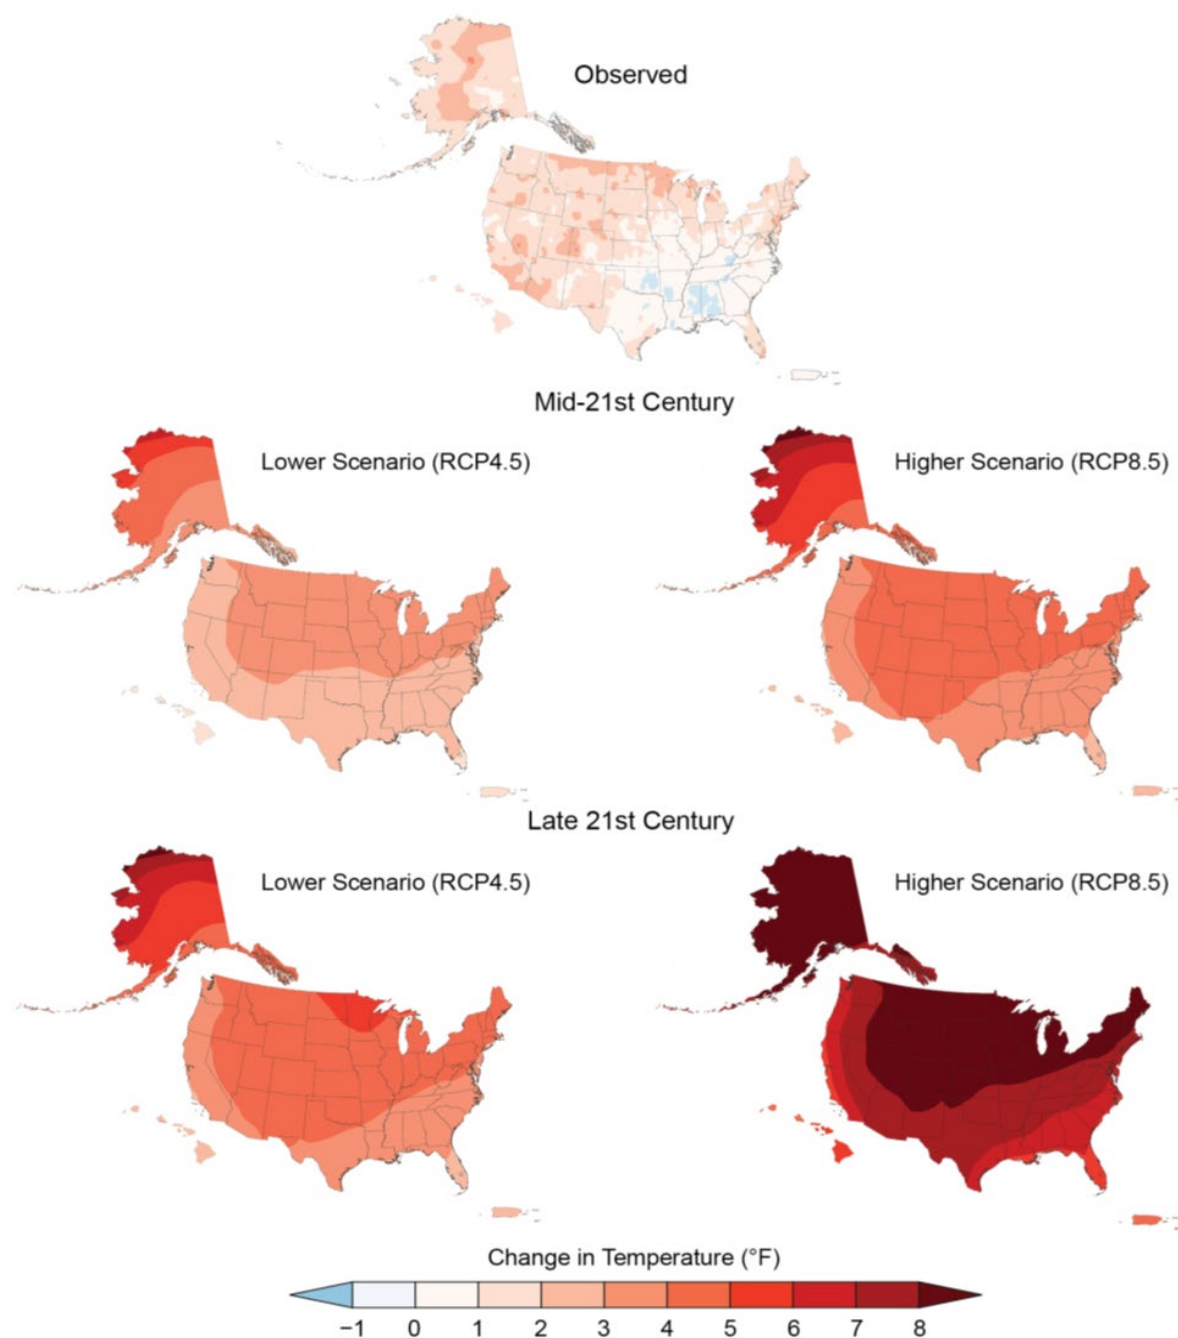 Observed
Mid-21st Century
Lower Scenario (RCP4.5)
Higher Scenario (RCP8.5)
Late 21st Century
Lower Scenario (RCP4.5)
Higher Scenario (RCP8.5)
Change in Temperature (°F)
−1 0 1 2 3 4 5 6 7 8